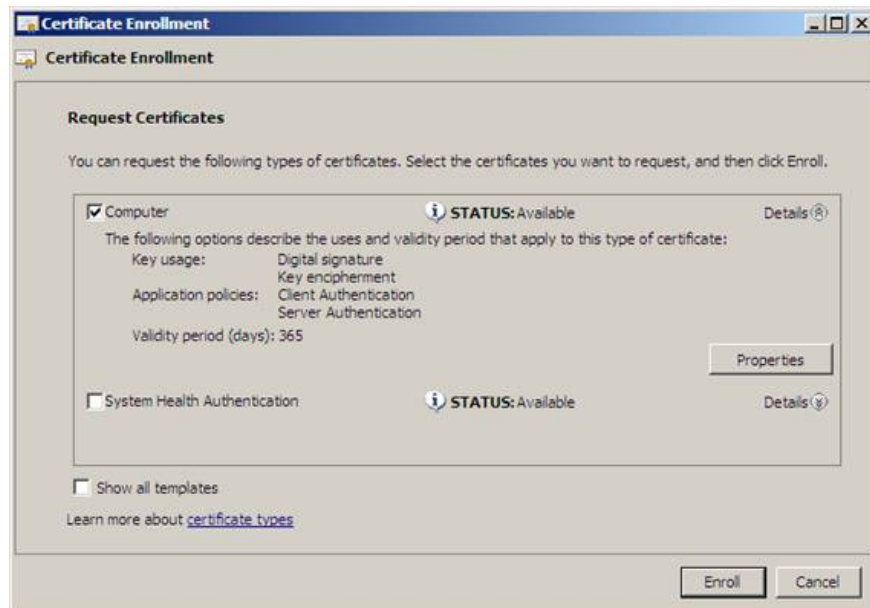 Certificate Enrollment
Certificate Enrollment
Request Certificates
You can request the following types of certificates. Select the certificates you want to request, and then click Enroll.
Computer STATUS: Available Details
The following options describe the uses and validity period that apply to this type of certificate:
Key usage: Digital signature
Key encipherment
Application policies: Client Authentication
Server Authentication
Validity period (days): 365
Properties
System Health Authentication STATUS: Available Details
Show all templates
Learn more about certificate types
Enroll Cancel